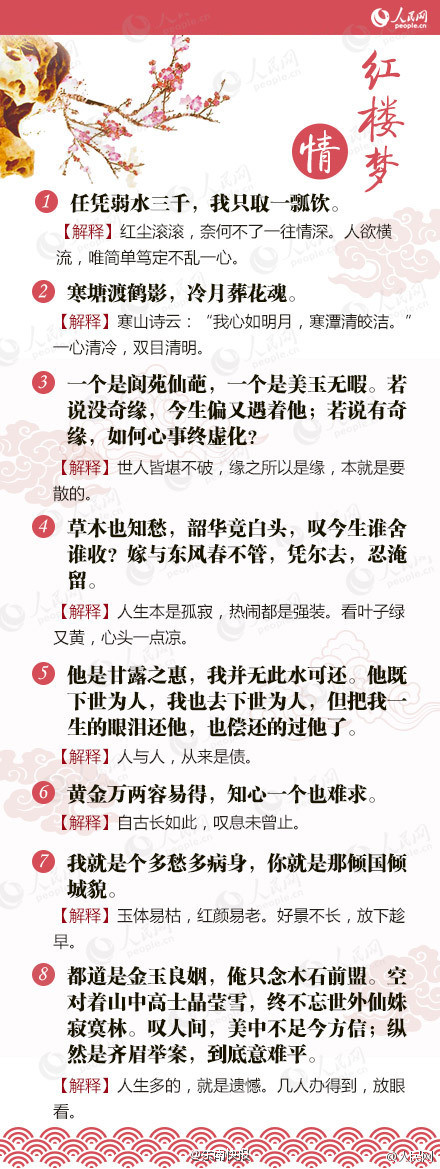 人民网
people.cn
红楼梦
情
1 任凭弱水三千，我只取一瓢饮。
【解释】红尘滚滚，奈何不了一往情深。人欲横
流，唯简单笃定不乱一心。
2 寒塘渡鹤影，冷月葬花魂。
【解释】寒山诗云：“我心如明月，寒潭清皎洁。”
一心清冷，双目清明。
3 一个是阆苑仙葩，一个是美玉无暇。若
说没奇缘，今生偏又遇着他；若说有奇
缘，如何心事终虚化？
【解释】世人皆堪不破，缘之所以是缘，本就是要
散的。
4 草木也知愁，韶华竟白头，叹今生谁舍
谁收？嫁与东风春不管，凭尔去，忍淹
留。
【解释】人生本是孤寂，热闹都是强装。看叶子绿
又黄，心头一点凉。
5 他是甘露之惠，我并无此水可还。他既
下世为人，我也去下世为人，但把我一
生的眼泪还他，也偿还的过他了。
【解释】人与人，从来是债。
6 黄金万两容易得，知心一个也难求。
【解释】自古长如此，叹息未曾止。
7 我就是个多愁多病身，你就是那倾国倾
城貌。
【解释】玉体易枯，红颜易老。好景不长，放下趁
早。
8 都道是金玉良姻，俺只念木石前盟。空
对着山中高士晶莹雪，终不忘世外仙姝
寂寞林。叹人间，美中不足今方信；纵
然是齐眉举案，到底意难平。
【解释】人生多的，就是遗憾。几人办得到，放眼
看。
@东南快报
@人民网